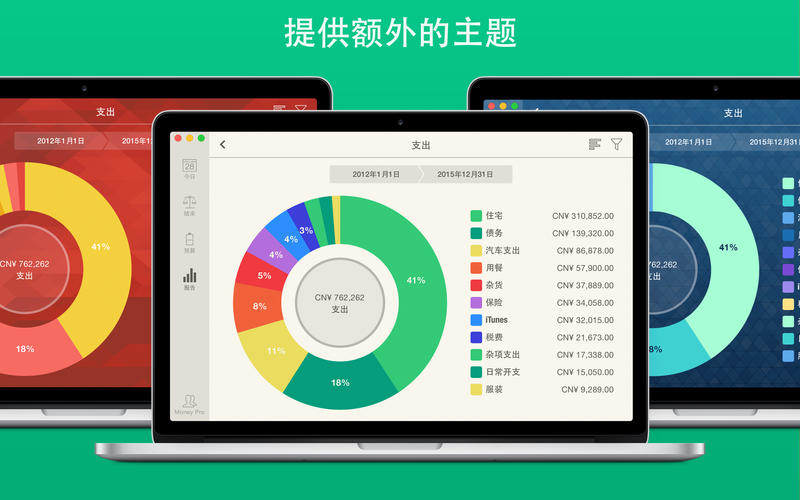 提供额外的主题
支出
2012年1月1日
2015年
41%
CN¥ 762,262
支出
18%
支出
2012年1月1日
2015年12月31日
28
今日
结余
预算
报告
Money Pro
CN¥ 762,262
支出
41%
18%
11%
8%
5%
4%
4%
3%
住宅 CN¥ 310,852.00
债务 CN¥ 139,320.00
汽车支出 CN¥ 86,878.00
用餐 CN¥ 57,900.00
杂货 CN¥ 37,889.00
保险 CN¥ 34,058.00
iTunes CN¥ 32,015.00
税费 CN¥ 21,673.00
杂项支出 CN¥ 17,338.00
日常开支 CN¥ 15,050.00
服装 CN¥ 9,289.00
支出
2012年1月1日
2015年12月31日
41%
762,262
支出
8%